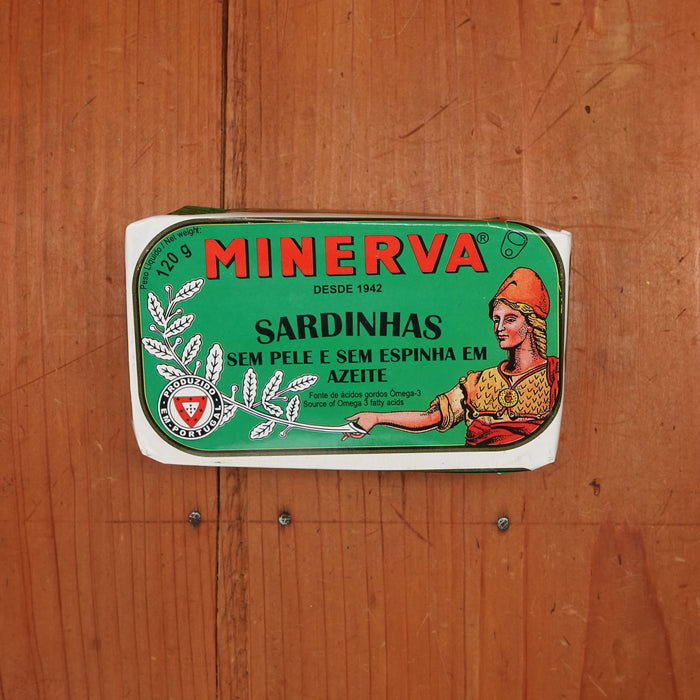 Peso Líquido / Net weight:
120 g
MINERVA®
DESDE 1942
SARDINHAS
SEM PELE E SEM ESPINHA EM
AZEITE
Fonte de ácidos gordos Ómega-3
Source of Omega 3 fatty acids
PRODUZIDO
EM PORTUGAL